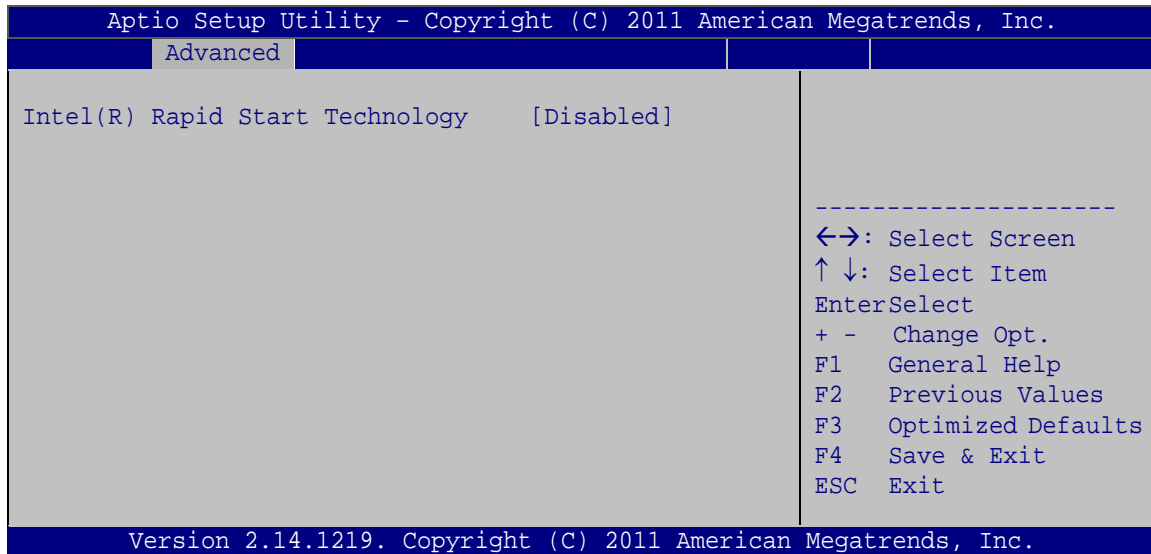 Aptio Setup Utility – Copyright (C) 2011 American Megatrends, Inc.
Advanced
Intel(R) Rapid Start Technology [Disabled]
----------------------
←→: Select Screen
↑ ↓: Select Item
EnterSelect
+ - Change Opt.
F1 General Help
F2 Previous Values
F3 Optimized Defaults
F4 Save & Exit
ESC Exit
Version 2.14.1219. Copyright (C) 2011 American Megatrends, Inc.